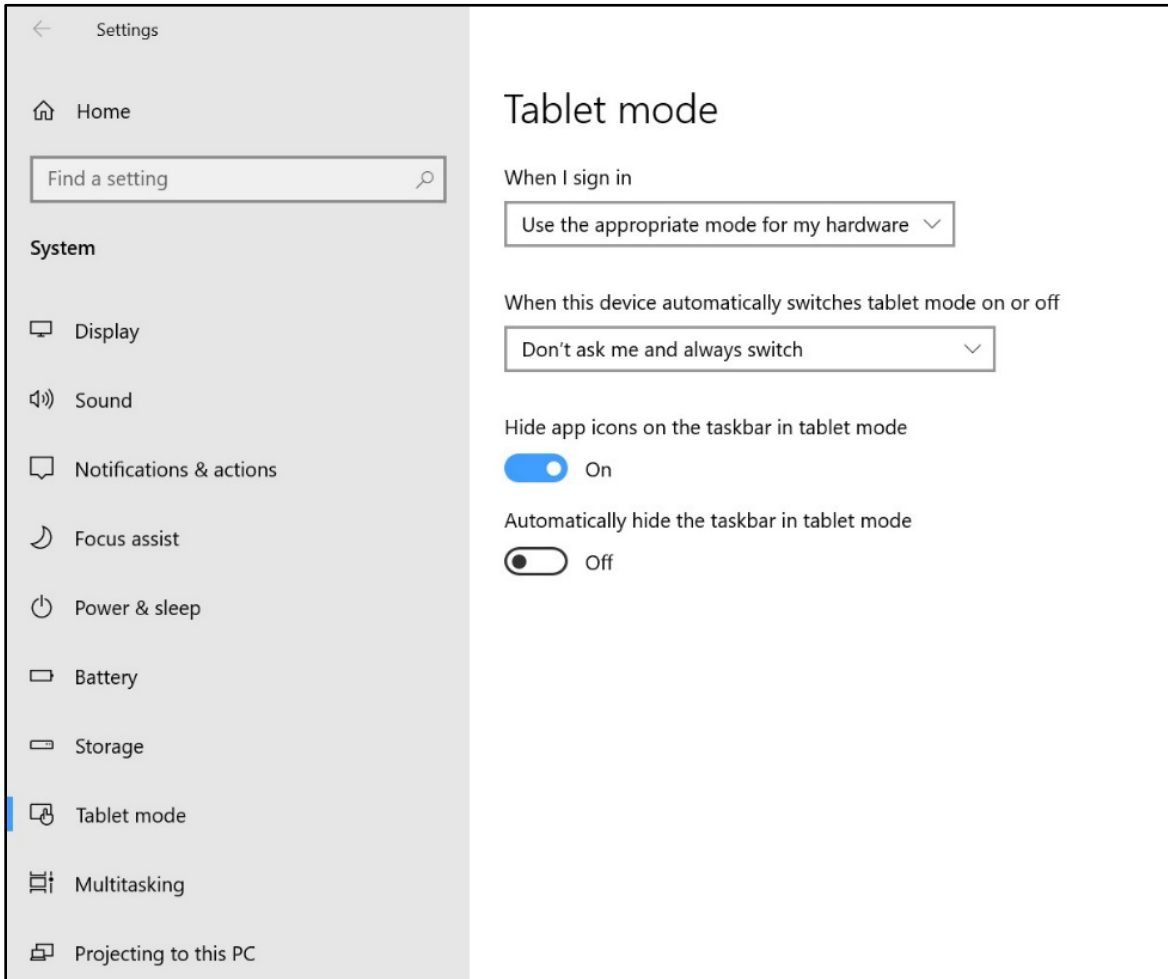 Settings
Home
Find a setting
System
Display
Sound
Notifications & actions
Focus assist
Power & sleep
Battery
Storage
Tablet mode
Multitasking
Projecting to this PC
Tablet mode
When I sign in
Use the appropriate mode for my hardware
When this device automatically switches tablet mode on or off
Don't ask me and always switch
Hide app icons on the taskbar in tablet mode
On
Automatically hide the taskbar in tablet mode
Off